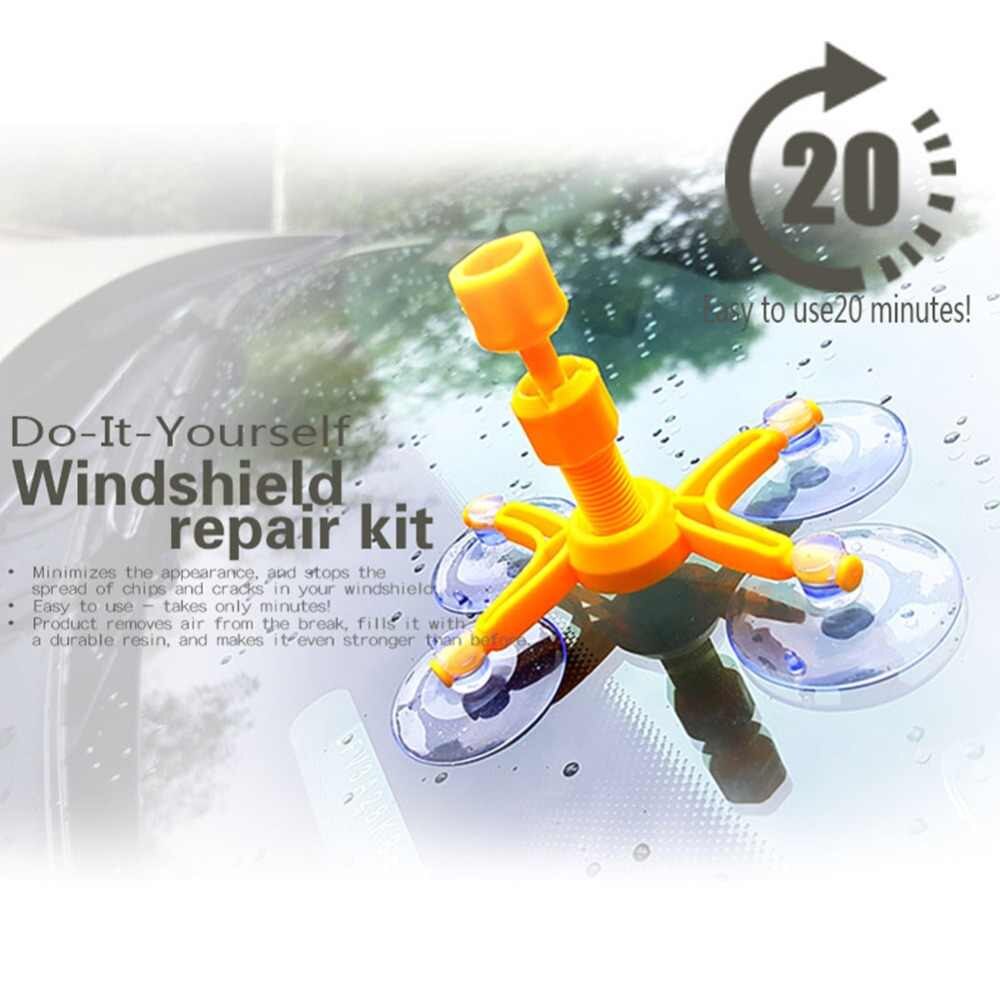 20
Easy to use20 minutes!
Do-It-Yourself
Windshield
repair kit
• Minimizes the appearance, and stops the
spread of chips and cracks in your windshield.
• Easy to use – takes only minutes!
• Product removes air from the break, fills it with
a durable resin, and makes it even stronger than before.